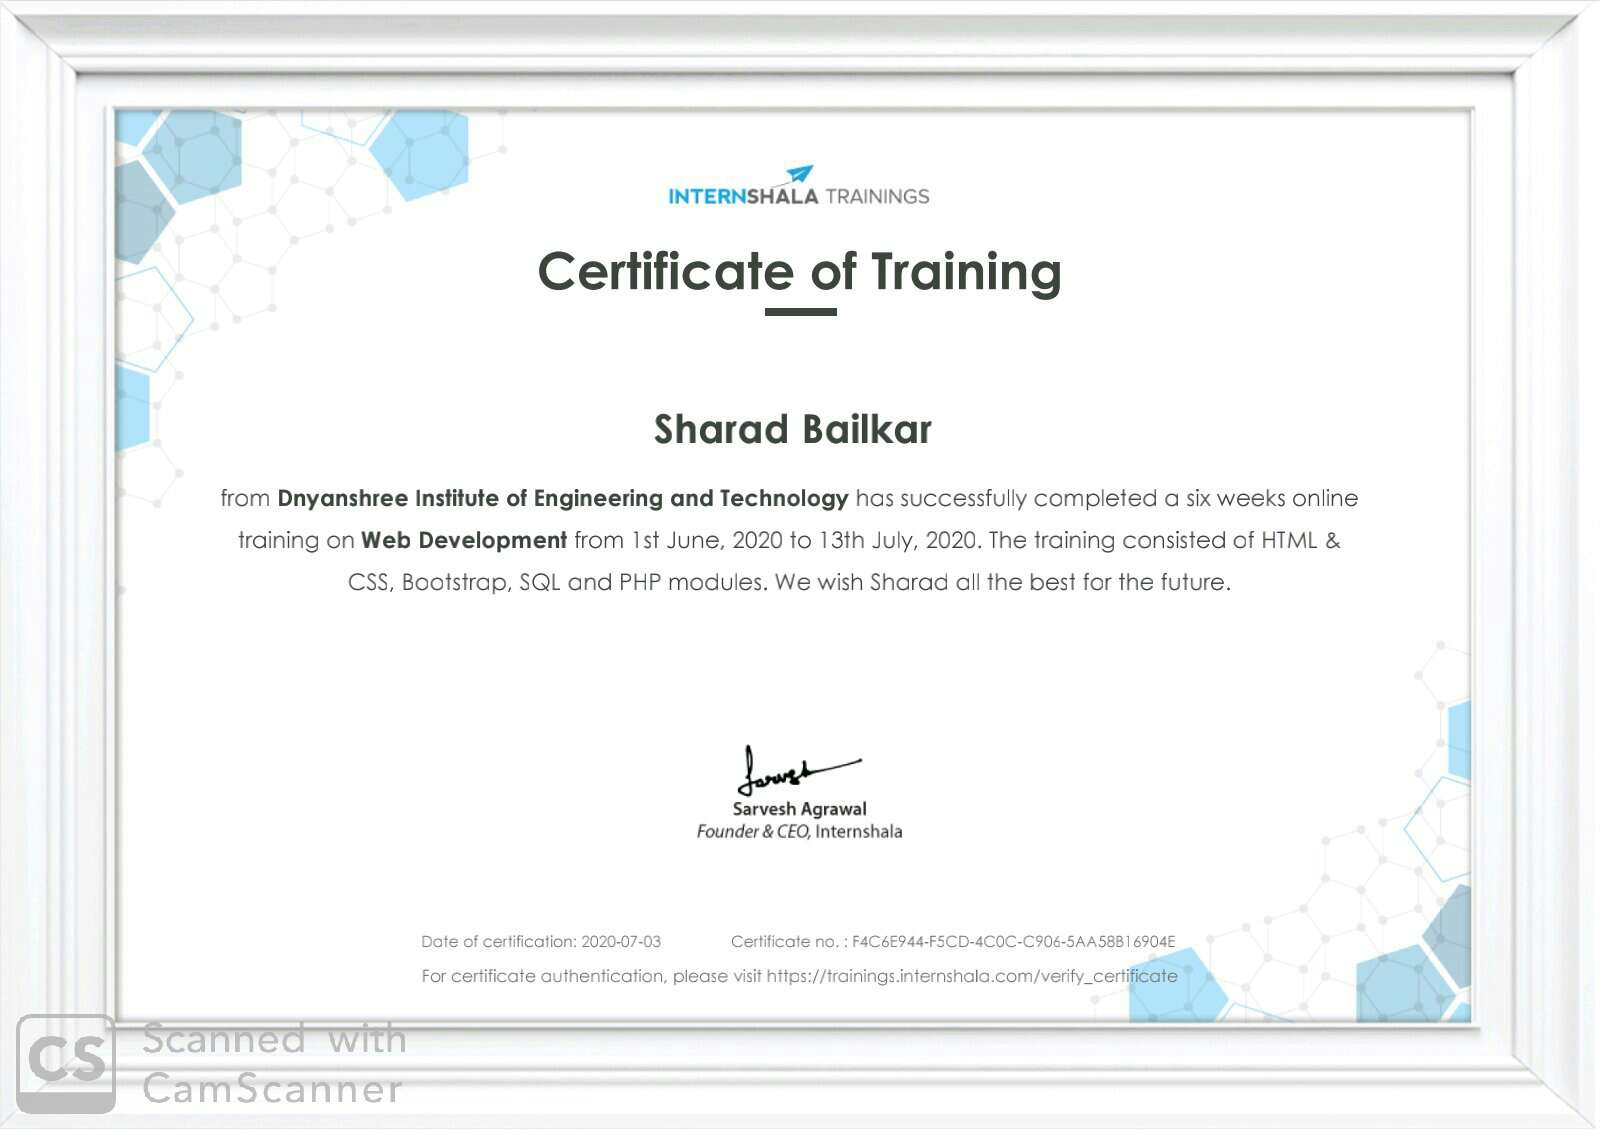 INTERNSHALA TRAININGS
Certificate of Training
Sharad Bailkar
from Dnyanshree Institute of Engineering and Technology has successfully completed a six weeks online
training on Web Development from 1st June, 2020 to 13th July, 2020. The training consisted of HTML &
CSS, Bootstrap, SQL and PHP modules. We wish Sharad all the best for the future.
Sarvesh
Sarvesh Agrawal
Founder & CEO, Internshala
Date of certification: 2020-07-03 Certificate no. : F4C6E944-F5CD-4C0C-C906-5AA58B16904E
For certificate authentication, please visit https://trainings.internshala.com/verify_certificate
CS Scanned with
CamScanner